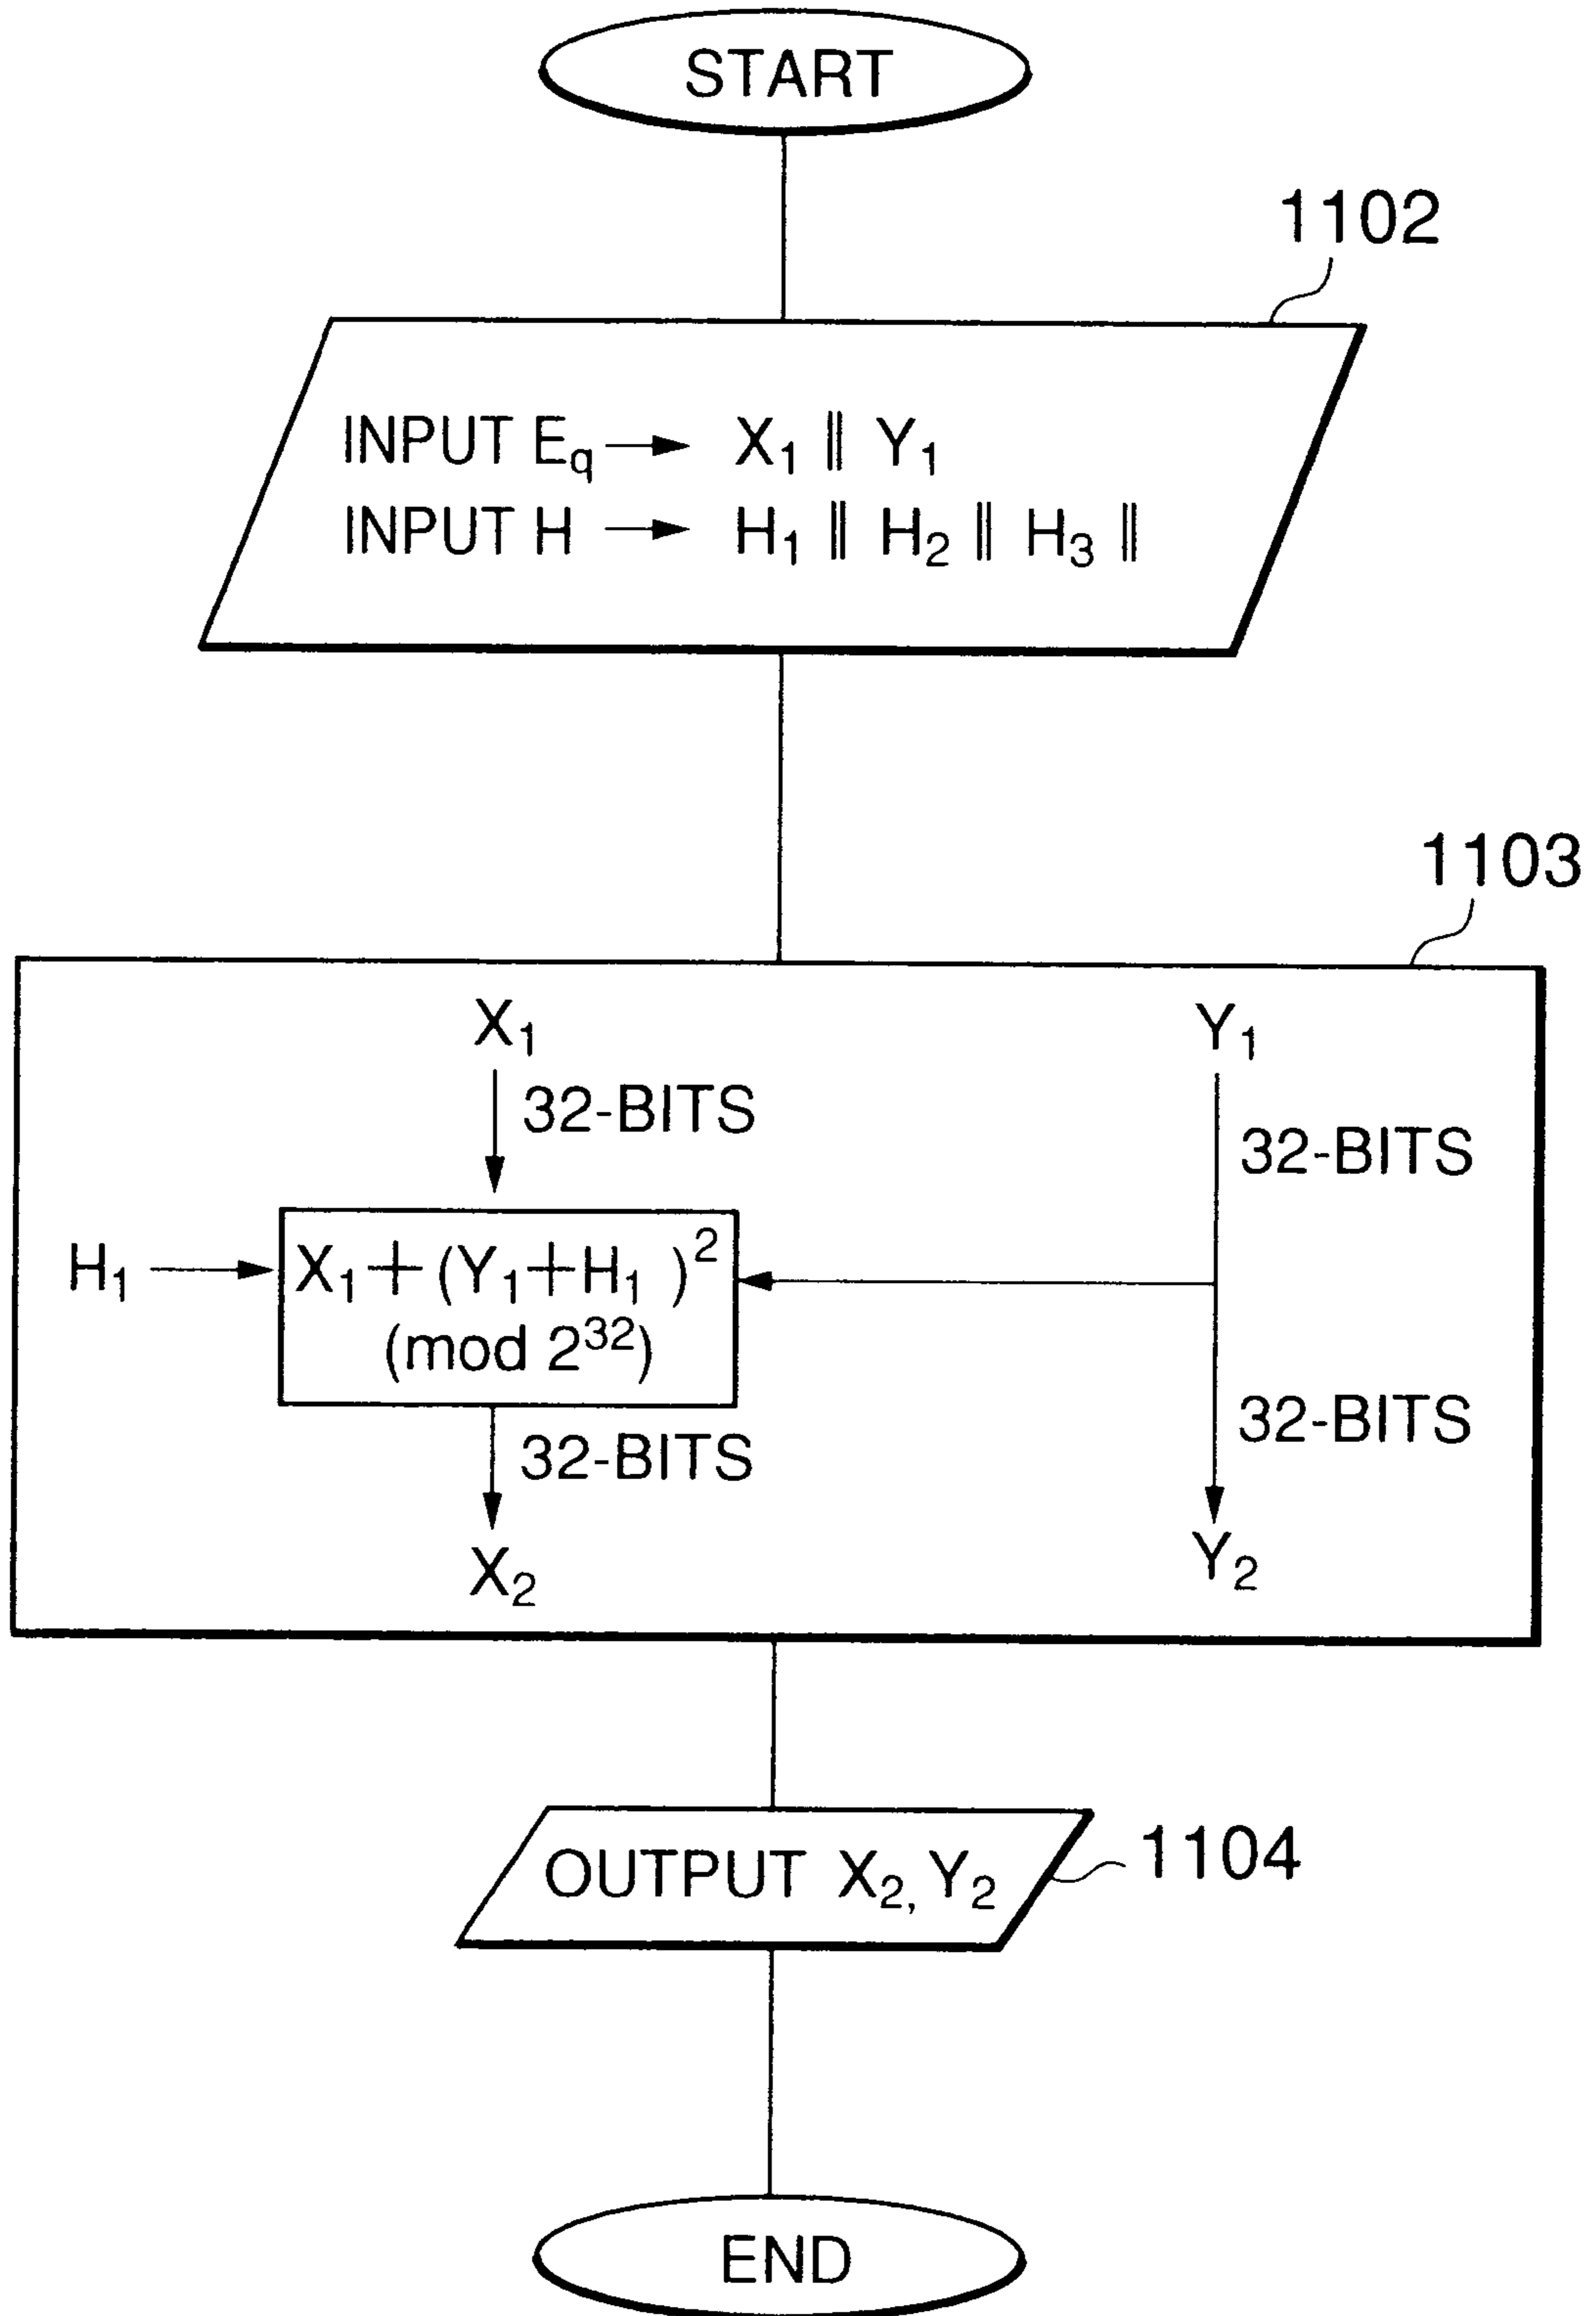 START
1102
INPUT E_q → X₁ ‖ Y₁
INPUT H → H₁ ‖ H₂ ‖ H₃ ‖
1103
X₁
Y₁
32-BITS
32-BITS
H₁ → X₁+(Y₁+H₁)²
(mod 2³²)
32-BITS
32-BITS
X₂
Y₂
OUTPUT X₂, Y₂
1104
END